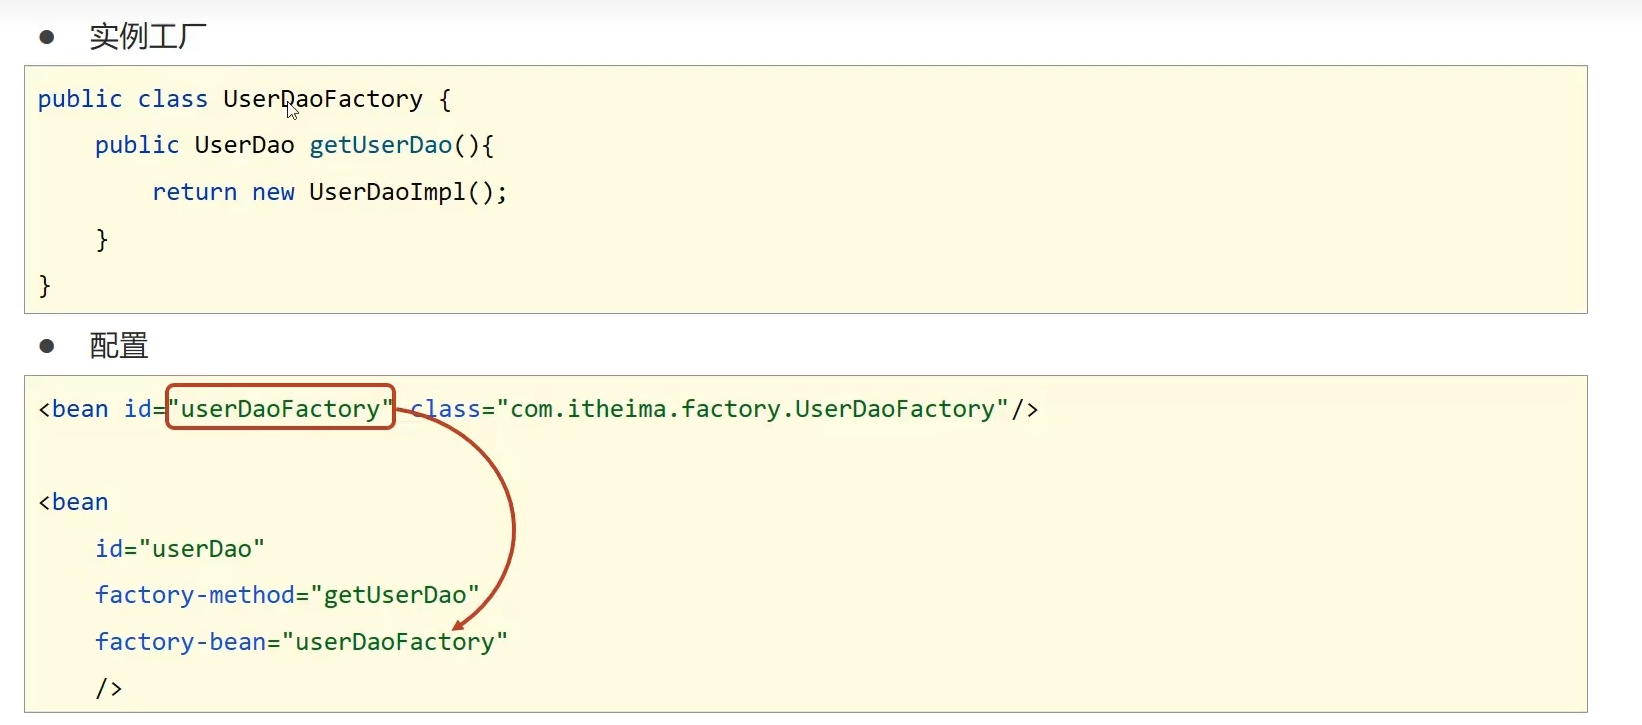 ● 实例工厂
public class UserDaoFactory {
    public UserDao getUserDao(){
        return new UserDaoImpl();
    }
}
● 配置
<bean id="userDaoFactory" class="com.itheima.factory.UserDaoFactory"/>
<bean
    id="userDao"
    factory-method="getUserDao"
    factory-bean="userDaoFactory"
    />